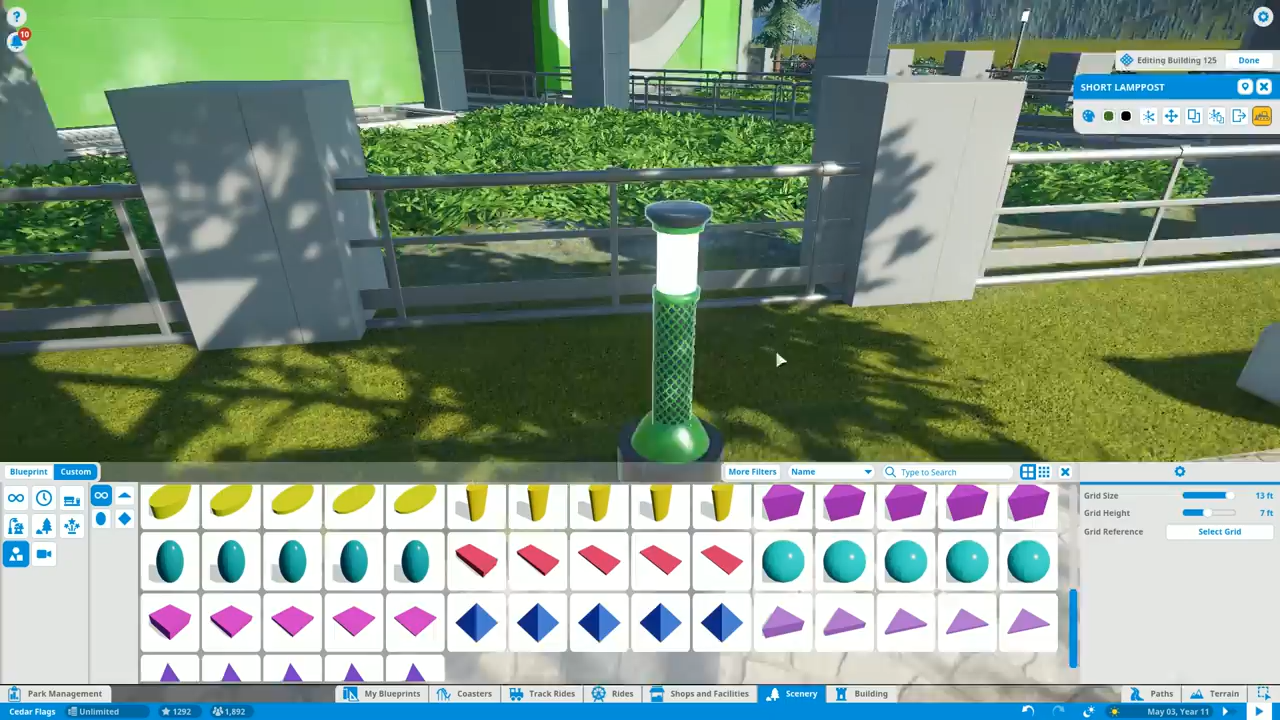 ?
10
Editing Building 125 Done
SHORT LAMPPOST
Blueprint Custom
More Filters Name Type to Search
Grid Size 13 ft
Grid Height 7 ft
Grid Reference Select Grid
Park Management My Blueprints Coasters Track Rides Rides Shops and Facilities Scenery Building Paths Terrain
Cedar Flags Unlimited 1292 1,892 May 03, Year 11